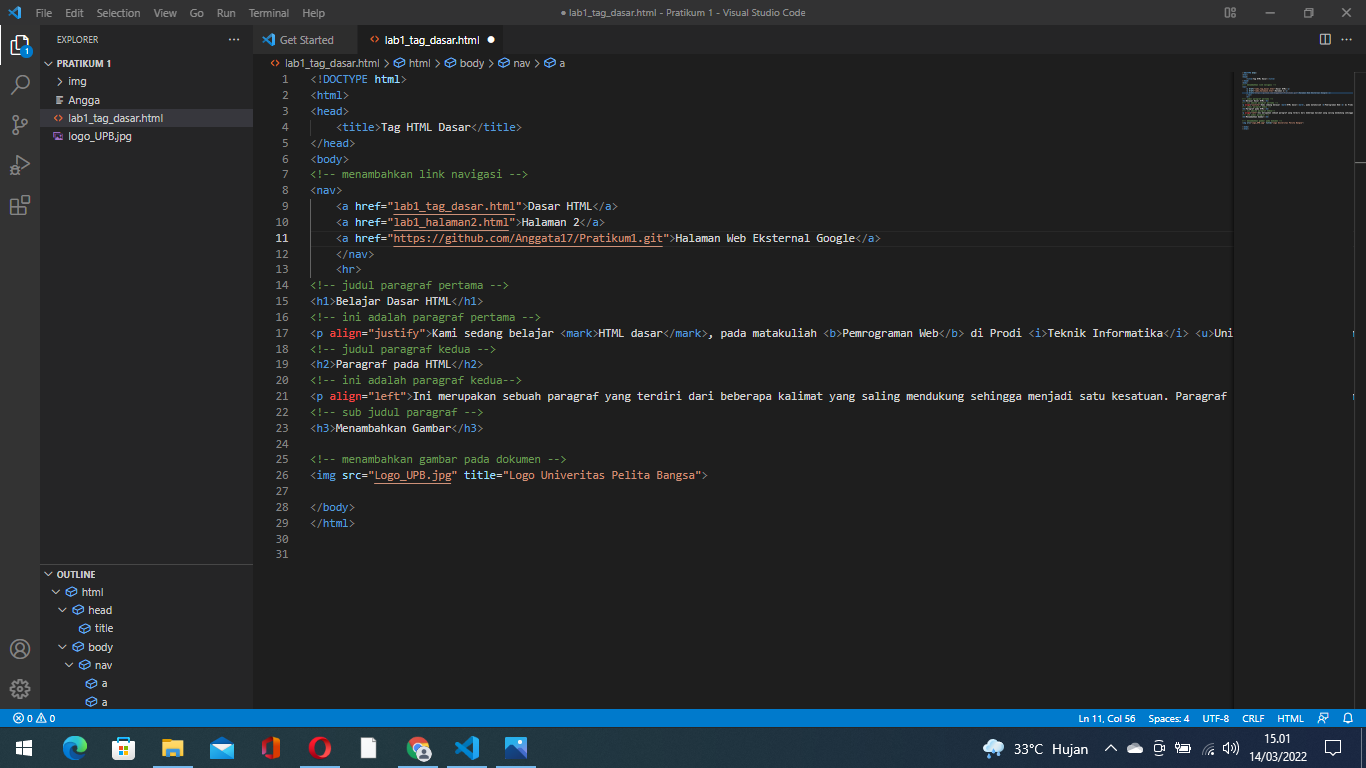 File Edit Selection View Go Run Terminal Help
● lab1_tag_dasar.html - Pratikum 1 - Visual Studio Code
EXPLORER ···
1
PRATIKUM 1
img
Angga
lab1_tag_dasar.html
logo_UPB.jpg
Get Started
lab1_tag_dasar.html ●
lab1_tag_dasar.html > html > body > nav > a
1 <!DOCTYPE html>
2 <html>
3 <head>
4 <title>Tag HTML Dasar</title>
5 </head>
6 <body>
7 <!-- menambahkan link navigasi -->
8 <nav>
9 <a href="lab1_tag_dasar.html">Dasar HTML</a>
10 <a href="lab1_halaman2.html">Halaman 2</a>
11 <a href="https://github.com/Anggata17/Pratikum1.git">Halaman Web Eksternal Google</a>
12 </nav>
13 <hr>
14 <!-- judul paragraf pertama -->
15 <h1>Belajar Dasar HTML</h1>
16 <!-- ini adalah paragraf pertama -->
17 <p align="justify">Kami sedang belajar <mark>HTML dasar</mark>, pada matakuliah <b>Pemrograman Web</b> di Prodi <i>Teknik Informatika</i> <u>Uni
18 <!-- judul paragraf kedua -->
19 <h2>Paragraf pada HTML</h2>
20 <!-- ini adalah paragraf kedua-->
21 <p align="left">Ini merupakan sebuah paragraf yang terdiri dari beberapa kalimat yang saling mendukung sehingga menjadi satu kesatuan. Paragraf
22 <!-- sub judul paragraf -->
23 <h3>Menambahkan Gambar</h3>
24
25 <!-- menambahkan gambar pada dokumen -->
26 <img src="Logo_UPB.jpg" title="Logo Univeritas Pelita Bangsa">
27
28 </body>
29 </html>
30
31
OUTLINE
html
head
title
body
nav
a
a
0 0
Ln 11, Col 56 Spaces: 4 UTF-8 CRLF HTML
33°C Hujan
15.01
14/03/2022